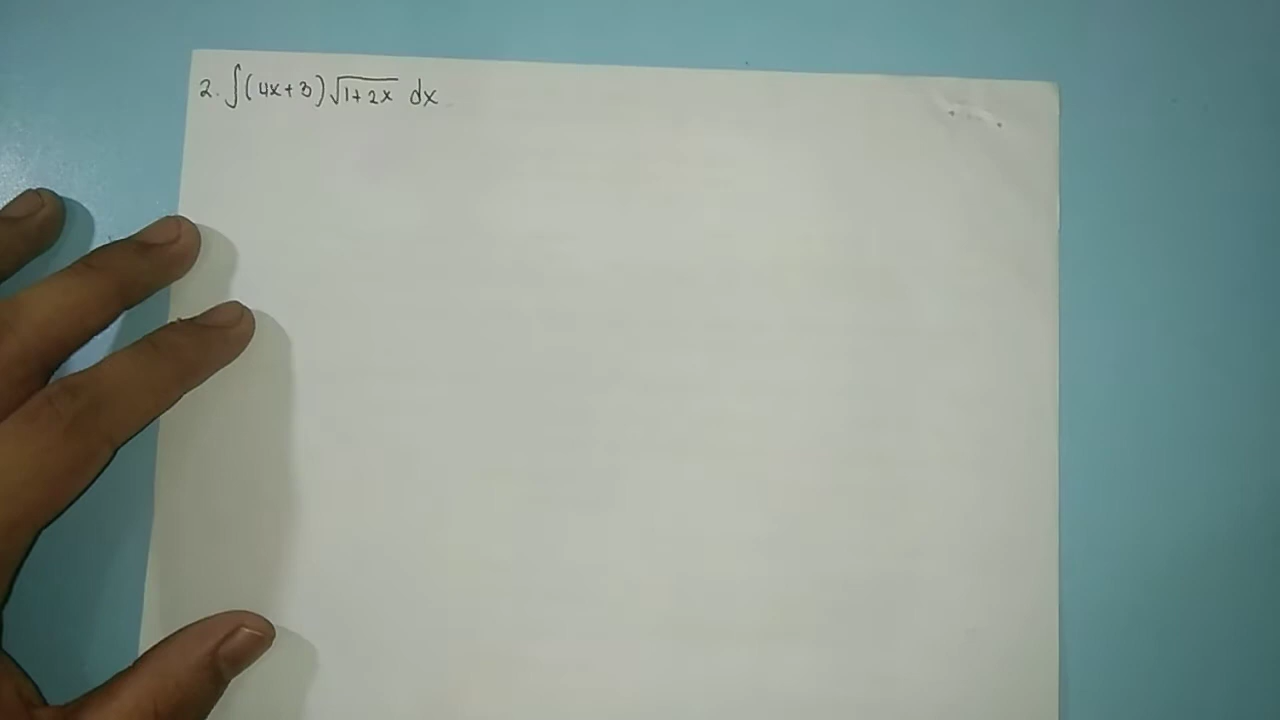 2. ∫(4x+3)√(1+2x) dx